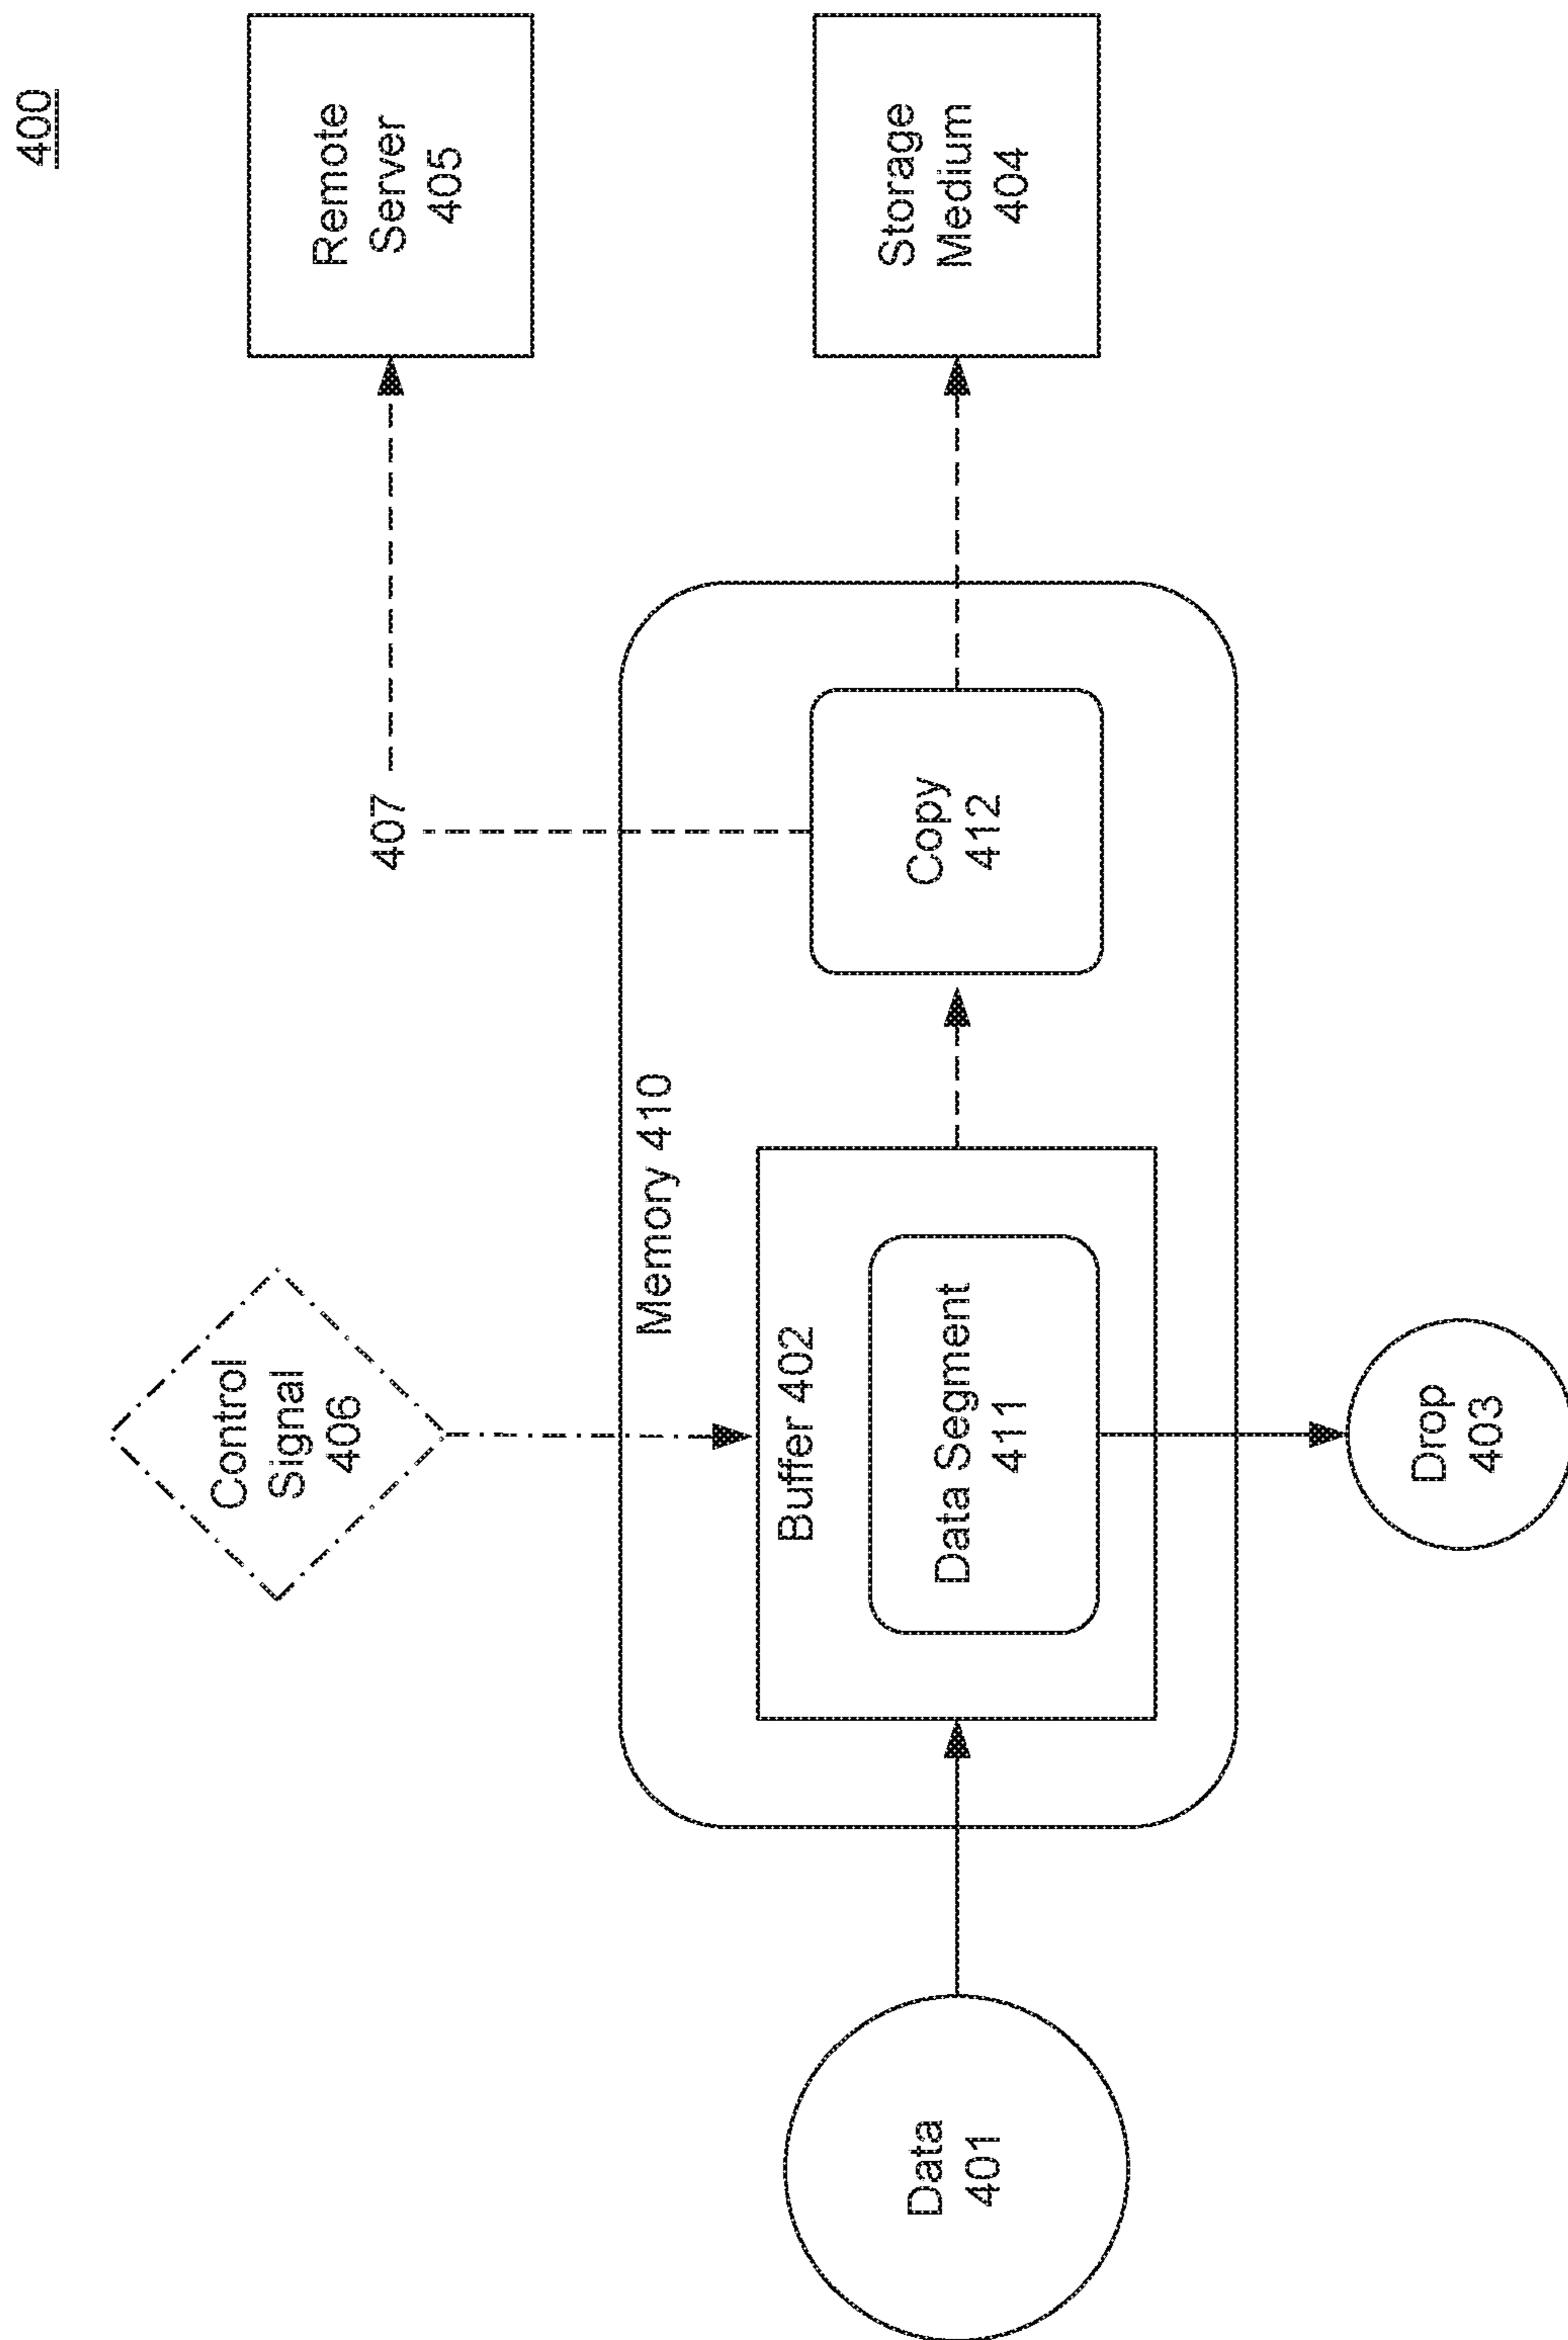 400
Control
Signal
406
407
Remote
Server
405
Memory 410
Buffer 402
Data
401
Data Segment
411
Copy
412
Storage
Medium
404
Drop
403